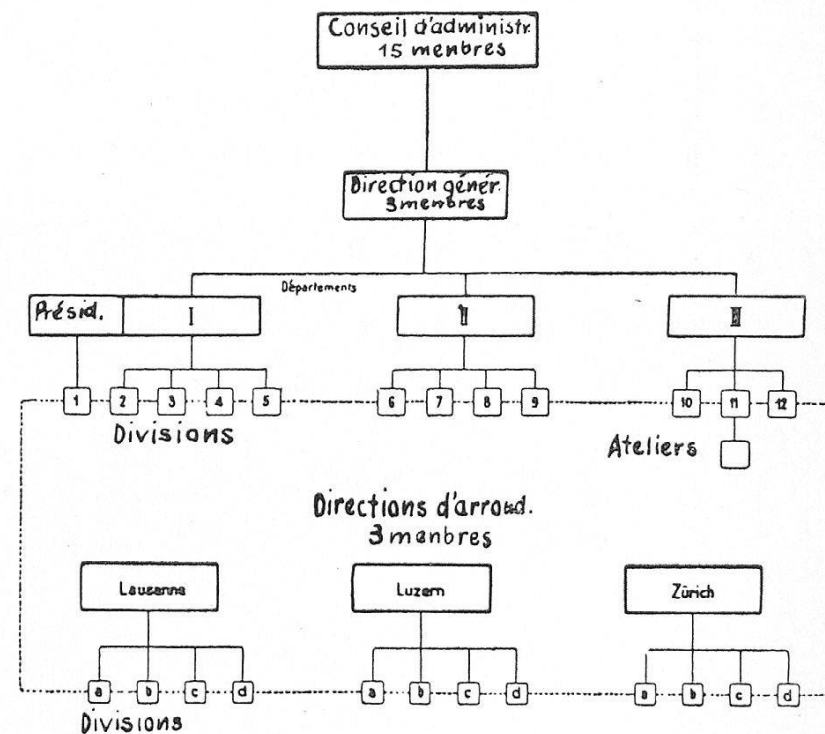 Conseil d'administr.
15 menbres
Direction génér.
3 menbres
Départements
Présid. I II III
1 2 3 4 5 6 7 8 9 10 11 12
Divisions
Ateliers
Directions d'arrond.
3 menbres
Lausanne Luzern Zürich
a b c d a b c d a b c d
Divisions